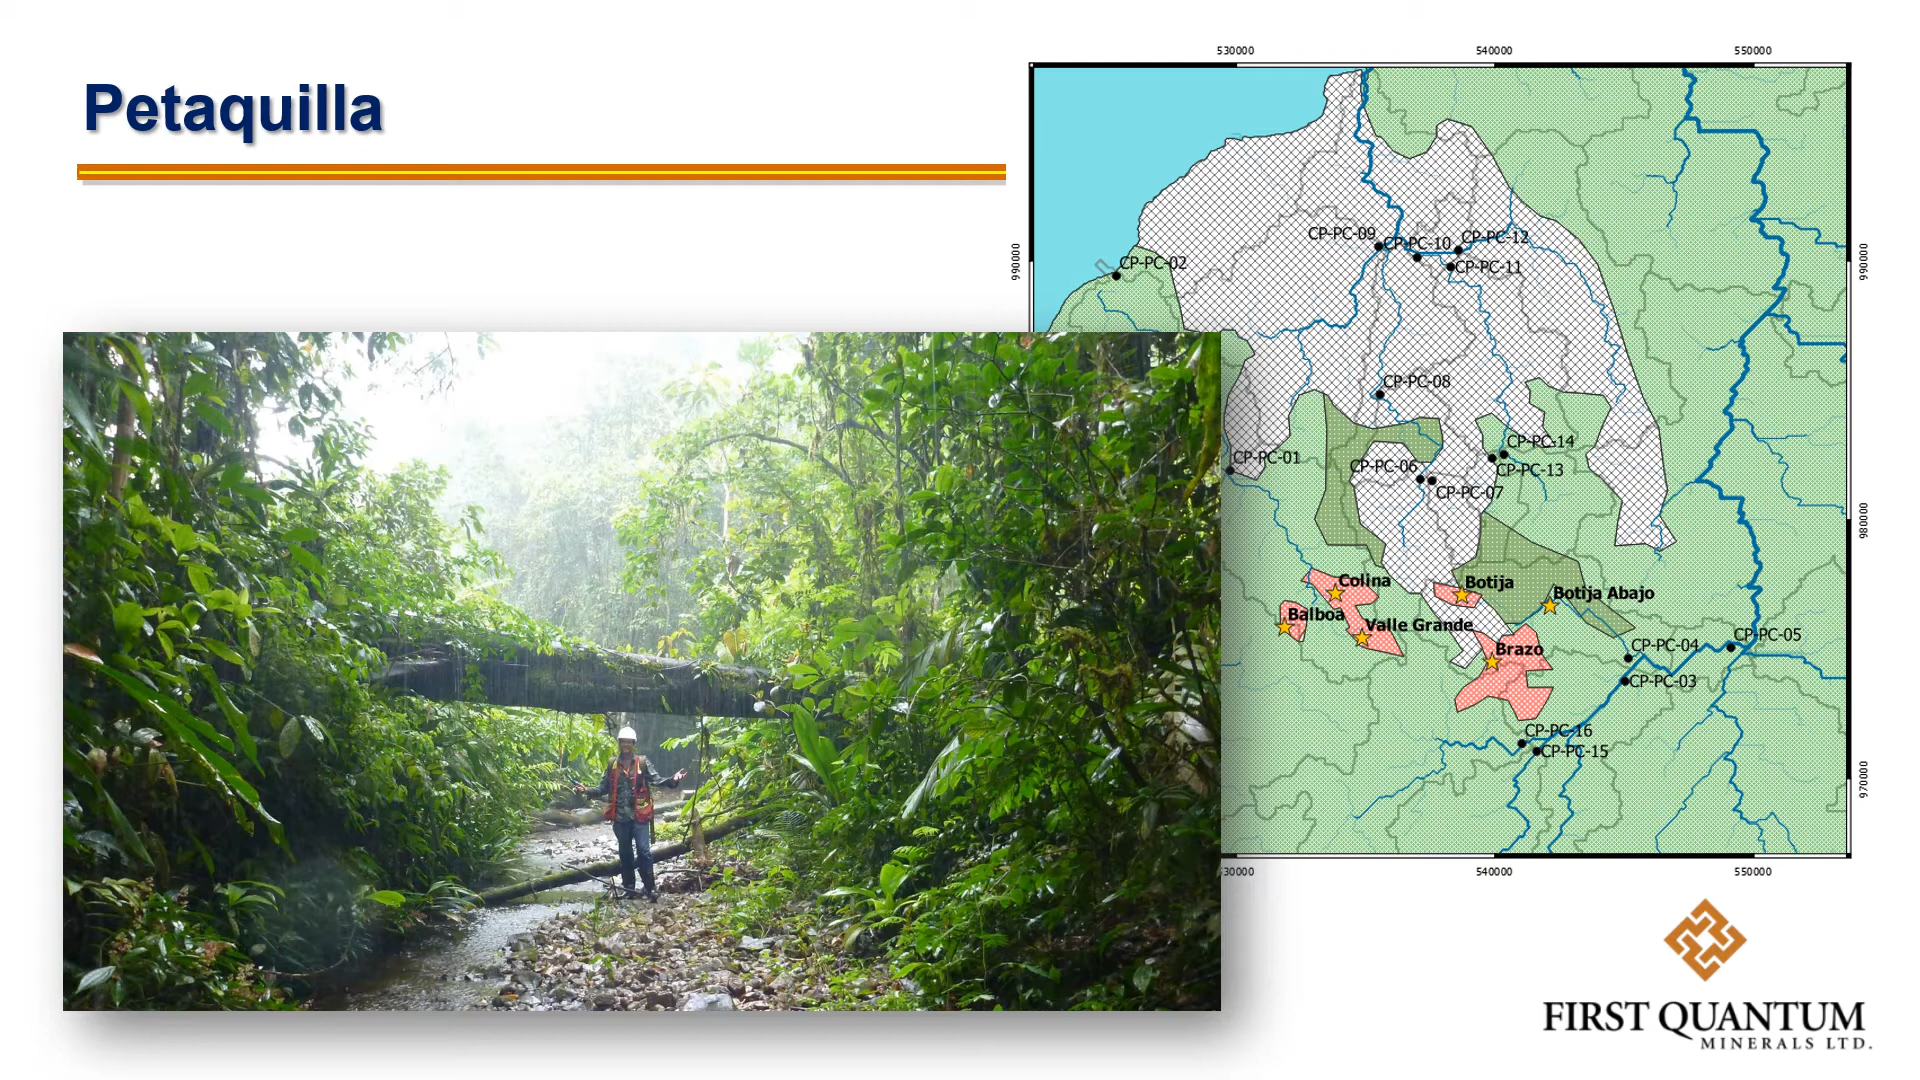 Petaquilla
530000
540000
550000
990000
990000
CP-PC-09
CP-PC-10
CP-PC-12
CP-PC-11
CP-PC-02
CP-PC-08
CP-PC-14
CP-PC-01
CP-PC-06
CP-PC-13
CP-PC-07
980000
Colina
Botija
Botija Abajo
Balboa
Valle Grande
Brazo
CP-PC-05
CP-PC-04
CP-PC-03
CP-PC-16
CP-PC-15
970000
30000
540000
550000
FIRST QUANTUM
MINERALS LTD.